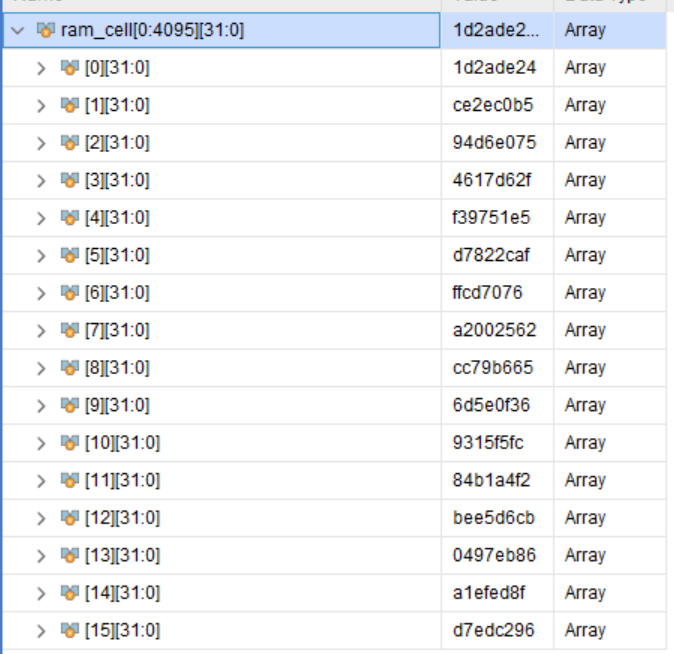 ram_cell[0:4095][31:0] 1d2ade2... Array
[0][31:0] 1d2ade24 Array
[1][31:0] ce2ec0b5 Array
[2][31:0] 94d6e075 Array
[3][31:0] 4617d62f Array
[4][31:0] f39751e5 Array
[5][31:0] d7822caf Array
[6][31:0] ffcd7076 Array
[7][31:0] a2002562 Array
[8][31:0] cc79b665 Array
[9][31:0] 6d5e0f36 Array
[10][31:0] 9315f5fc Array
[11][31:0] 84b1a4f2 Array
[12][31:0] bee5d6cb Array
[13][31:0] 0497eb86 Array
[14][31:0] a1efed8f Array
[15][31:0] d7edc296 Array